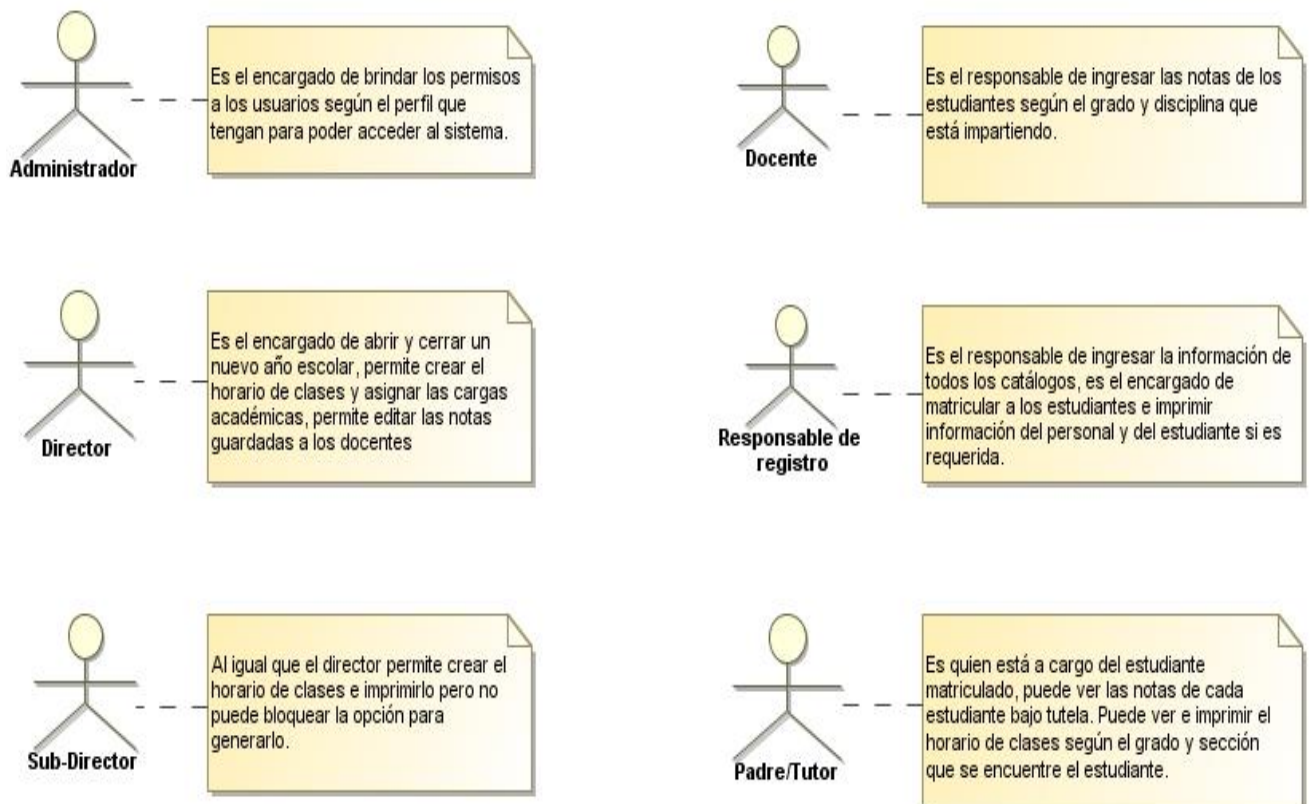 Es el encargado de brindar los permisos
a los usuarios según el perfil que
tengan para poder acceder al sistema.
Administrador
Es el responsable de ingresar las notas de los
estudiantes según el grado y disciplina que
está impartiendo.
Docente
Es el encargado de abrir y cerrar un
nuevo año escolar, permite crear el
horario de clases y asignar las cargas
académicas, permite editar las notas
guardadas a los docentes
Director
Es el responsable de ingresar la información de
todos los catálogos, es el encargado de
matricular a los estudiantes e imprimir
información del personal y del estudiante si es
requerida.
Responsable de
registro
Al igual que el director permite crear el
horario de clases e imprimirlo pero no
puede bloquear la opción para
generarlo.
Sub-Director
Es quien está a cargo del estudiante
matriculado, puede ver las notas de cada
estudiante bajo tutela. Puede ver e imprimir el
horario de clases según el grado y sección
que se encuentre el estudiante.
Padre/Tutor